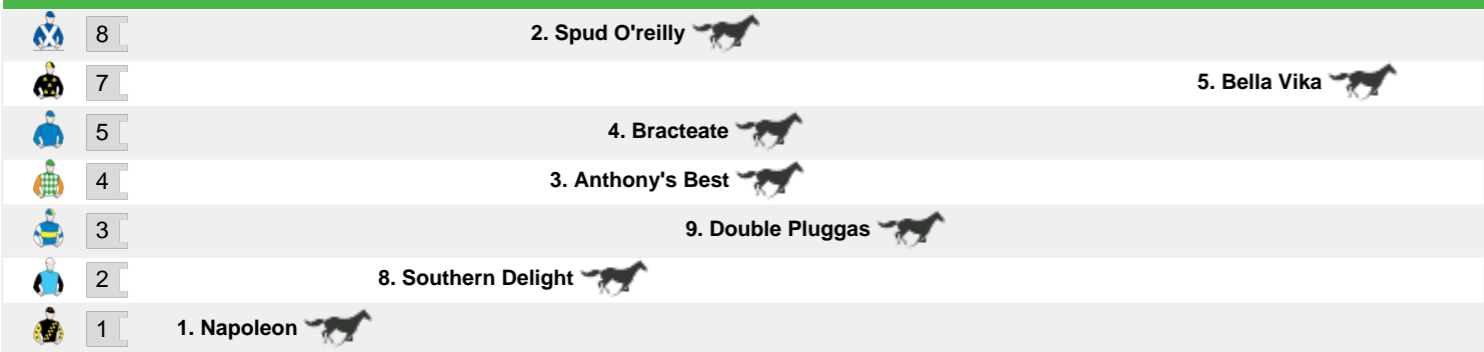 8 2. Spud O'reilly
7 5. Bella Vika
5 4. Bracteate
4 3. Anthony's Best
3 9. Double Pluggas
2 8. Southern Delight
1 1. Napoleon